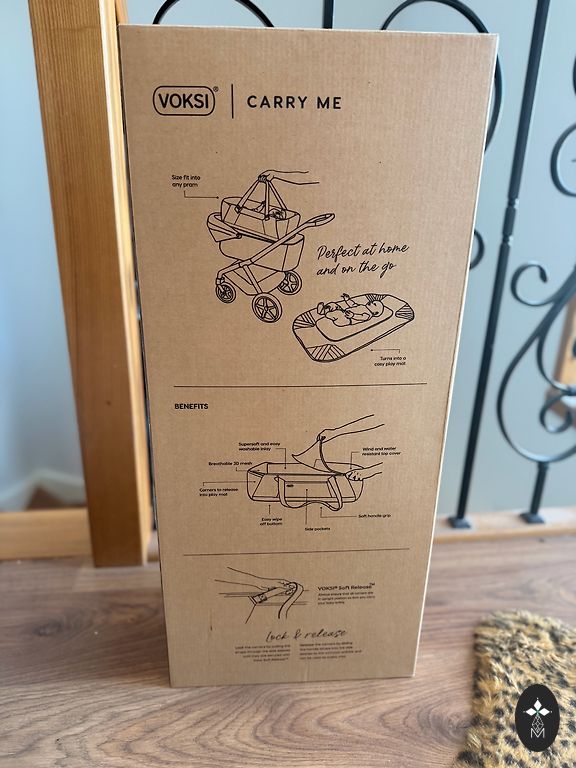 VOKSI® | CARRY ME
Size fit into
any pram
Perfect at home
and on the go
Turns into a
cosy play mat
BENEFITS
Supersoft and easy
washable inlay
Wind and water
resistant top cover
Breathable 3D mesh
Corners to release
into play mat
Easy wipe
off bottom
Side pockets
Soft handle grip
VOKSI® Soft Release™
Lock & release
M